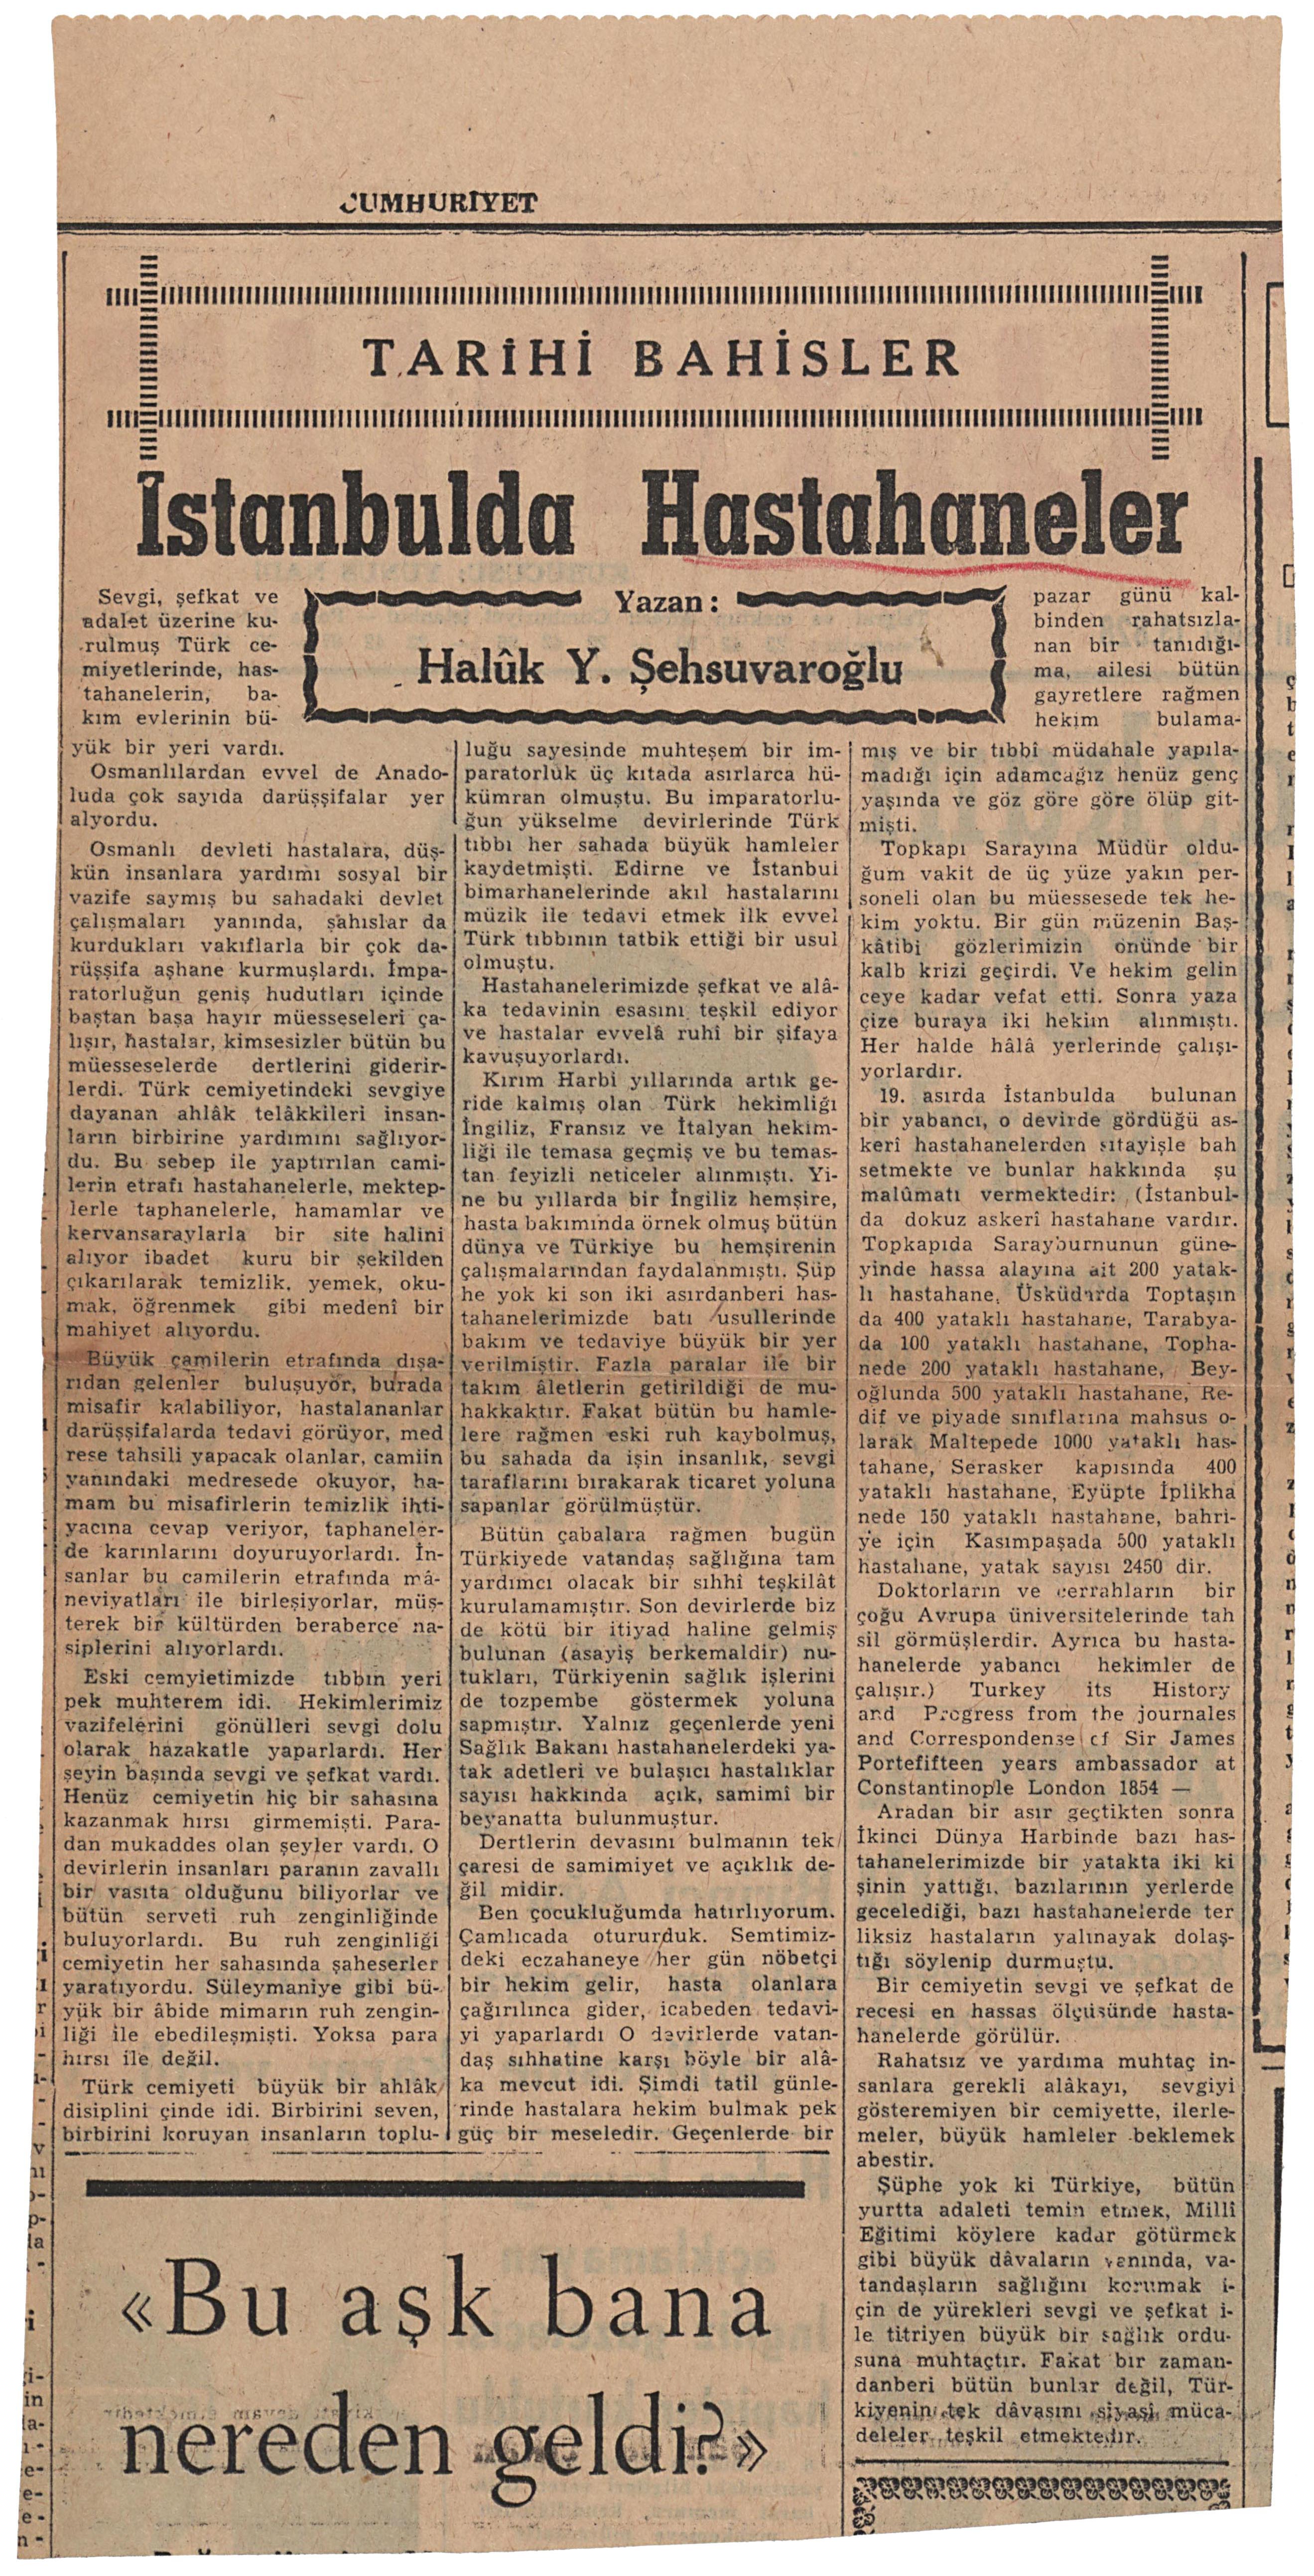 CUMHURİYET
TARİHİ BAHİSLER
İstanbulda Hastahaneler
Yazan:
Halûk Y. Şehsuvaroğlu
Sevgi, şefkat ve
adalet üzerine ku-
rulmuş Türk ce-
miyetlerinde, has-
tahanelerin, ba-
kım evlerinin bü-
yük bir yeri vardı.
Osmanlılardan evvel de Anado-
luda çok sayıda darüşşifalar yer
alyordu.
Osmanlı devleti hastalara, düş-
kün insanlara yardımı sosyal bir
vazife saymış bu sahadaki devlet
çalışmaları yanında, şahıslar da
kurdukları vakıflarla bir çok da-
rüşşifa aşhane kurmuşlardı. İmpa-
ratorluğun geniş hudutları içinde
baştan başa hayır müesseseleri ça-
lışır, hastalar, kimsesizler bütün bu
müesseselerde dertlerini giderir-
lerdi. Türk cemiyetindeki sevgiye
dayanan ahlâk telâkkileri insan-
ların birbirine yardımını sağlıyor-
du. Bu sebep ile yaptırılan cami-
lerin etrafı hastahanelerle, mektep-
lerle taphanelerle, hamamlar ve
kervansaraylarla bir site halini
alıyor ibadet kuru bir şekilden
çıkarılarak temizlik, yemek, oku-
mak, öğrenmek gibi medenî bir
mahiyet alıyordu.
Büyük camilerin etrafında dışa-
rıdan gelenler buluşuyor, burada
misafir kalabiliyor, hastalananlar
darüşşifalarda tedavi görüyor, med
rese tahsili yapacak olanlar, camiin
yanındaki medresede okuyor, ha-
mam bu misafirlerin temizlik ihti-
yacına cevap veriyor, taphaneler-
de karınlarını doyuruyorlardı. İn-
sanlar bu camilerin etrafında mâ-
neviyatları ile birleşiyorlar, müş-
terek bir kültürden beraberce na-
siplerini alıyorlardı.
Eski cemyietimizde tıbbın yeri
pek muhterem idi. Hekimlerimiz
vazifelerini gönülleri sevgi dolu
olarak hazakatle yaparlardı. Her
şeyin başında sevgi ve şefkat vardı.
Henüz cemiyetin hiç bir sahasına
kazanmak hırsı girmemişti. Para-
dan mukaddes olan şeyler vardı. O
devirlerin insanları paranın zavallı
bir vasıta olduğunu biliyorlar ve
bütün serveti ruh zenginliğinde
buluyorlardı. Bu ruh zenginliği
cemiyetin her sahasında şaheserler
yaratıyordu. Süleymaniye gibi bü-
yük bir âbide mimarın ruh zengin-
liği ile ebedileşmişti. Yoksa para
hırsı ile değil.
Türk cemiyeti büyük bir ahlâk
disiplini çinde idi. Birbirini seven,
birbirini koruyan insanların toplu-
luğu sayesinde muhteşem bir im-
paratorluk üç kıtada asırlarca hü-
kümran olmuştu. Bu imparatorlu-
ğun yükselme devirlerinde Türk
tıbbı her sahada büyük hamleler
kaydetmişti. Edirne ve İstanbul
bimarhanelerinde akıl hastalarını
müzik ile tedavi etmek ilk evvel
Türk tıbbının tatbik ettiği bir usul
olmuştu.
Hastahanelerimizde şefkat ve alâ-
ka tedavinin esasını teşkil ediyor
ve hastalar evvelâ ruhî bir şifaya
kavuşuyorlardı.
Kırım Harbi yıllarında artık ge-
ride kalmış olan Türk hekimliği
İngiliz, Fransız ve İtalyan hekim-
liği ile temasa geçmiş ve bu temas-
tan feyizli neticeler alınmıştı. Yi-
ne bu yıllarda bir İngiliz hemşire,
hasta bakımında örnek olmuş bütün
dünya ve Türkiye bu hemşirenin
çalışmalarından faydalanmıştı. Şüp
he yok ki son iki asırdanberi has-
tahanelerimizde batı usullerinde
bakım ve tedaviye büyük bir yer
verilmiştir. Fazla paralar ile bir
takım âletlerin getirildiği de mu-
hakkaktır. Fakat bütün bu hamle-
lere rağmen eski ruh kaybolmuş,
bu sahada da işin insanlık, sevgi
taraflarını bırakarak ticaret yoluna
sapanlar görülmüştür.
Bütün çabalara rağmen bugün
Türkiyede vatandaş sağlığına tam
yardımcı olacak bir sıhhî teşkilât
kurulamamıştır. Son devirlerde biz
de kötü bir itiyad haline gelmiş
bulunan (asayiş berkemaldir) nu-
tukları, Türkiyenin sağlık işlerini
de tozpembe göstermek yoluna
sapmıştır. Yalnız geçenlerde yeni
Sağlık Bakanı hastahanelerdeki ya-
tak adetleri ve bulaşıcı hastalıklar
sayısı hakkında açık, samimî bir
beyanatta bulunmuştur.
Dertlerin devasını bulmanın tek
çaresi de samimiyet ve açıklık de-
ğil midir.
Ben çocukluğumda hatırlıyorum.
Çamlıcada otururduk. Semtimiz-
deki eczahaneye her gün nöbetçi
bir hekim gelir, hasta olanlara
çağırılınca gider, icabeden tedavi-
yi yaparlardı O devirlerde vatan-
daş sıhhatine karşı böyle bir alâ-
ka mevcut idi. Şimdi tatil günle-
rinde hastalara hekim bulmak pek
güç bir meseledir. Geçenlerde bir
pazar günü kal-
binden rahatsızla-
nan bir tanıdığı-
ma, ailesi bütün
gayretlere rağmen
hekim bulama-
mış ve bir tıbbî müdahale yapıla-
madığı için adamcağız henüz genç
yaşında ve göz göre göre ölüp git-
mişti.
Topkapı Sarayına Müdür oldu-
ğum vakit de üç yüze yakın per-
soneli olan bu müessesede tek he-
kim yoktu. Bir gün müzenin Baş-
kâtibi gözlerimizin önünde bir
kalb krizi geçirdi. Ve hekim gelin
ceye kadar vefat etti. Sonra yaza
çize buraya iki hekim alınmıştı.
Her halde hâlâ yerlerinde çalışı-
yorlardır.
19. asırda İstanbulda bulunan
bir yabancı, o devirde gördüğü as-
kerî hastahanelerden sıtayişle bah
setmekte ve bunlar hakkında şu
malûmatı vermektedir: (İstanbul-
da dokuz askerî hastahane vardır.
Topkapıda Sarayburnunun güne-
yinde hassa alayına ait 200 yatak-
lı hastahane, Üsküdarda Toptaşın
da 400 yataklı hastahane, Tarabya-
da 100 yataklı hastahane, Topha-
nede 200 yataklı hastahane, Bey-
oğlunda 500 yataklı hastahane, Re-
dif ve piyade sınıflarına mahsus o-
larak Maltepede 1000 yataklı has-
tahane, Serasker kapısında 400
yataklı hastahane, Eyüpte İplikha
nede 150 yataklı hastahane, bahri-
ye için Kasımpaşada 500 yataklı
hastahane, yatak sayısı 2450 dir.
Doktorların ve cerrahların bir
çoğu Avrupa üniversitelerinde tah
sil görmüşlerdir. Ayrıca bu hasta-
hanelerde yabancı hekimler de
çalışır.) Turkey its History
and Progress from the journales
and Correspondense of Sir James
Portefifteen years ambassador at
Constantinople London 1854 —
Aradan bir asır geçtikten sonra
İkinci Dünya Harbinde bazı has-
tahanelerimizde bir yatakta iki ki
şinin yattığı, bazılarının yerlerde
gecelediği, bazı hastahanelerde ter
liksiz hastaların yalınayak dolaş-
tığı söylenip durmuştu.
Bir cemiyetin sevgi ve şefkat de
recesi en hassas ölçüsünde hasta-
hanelerde görülür.
Rahatsız ve yardıma muhtaç in-
sanlara gerekli alâkayı, sevgiyi
gösteremiyen bir cemiyette, ilerle-
meler, büyük hamleler beklemek
abestir.
Şüphe yok ki Türkiye, bütün
yurtta adaleti temin etmek, Millî
Eğitimi köylere kadar götürmek
gibi büyük dâvaların yanında, va-
tandaşların sağlığını korumak i-
çin de yürekleri sevgi ve şefkat i-
le titriyen büyük bir sağlık ordu-
suna muhtaçtır. Fakat bir zaman-
danberi bütün bunlar değil, Tür-
kiyenin tek dâvasını siyasî müca-
deleler teşkil etmektedir.
«Bu aşk bana
nereden geldi?»